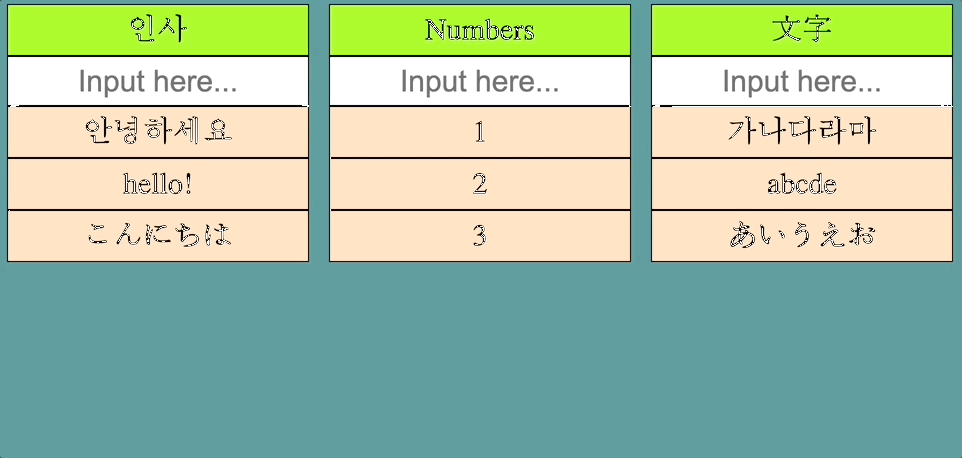 인사
Input here...
안녕하세요
hello!
こんにちは
Numbers
Input here...
1
2
3
文字
Input here...
가나다라마
abcde
あいうえお